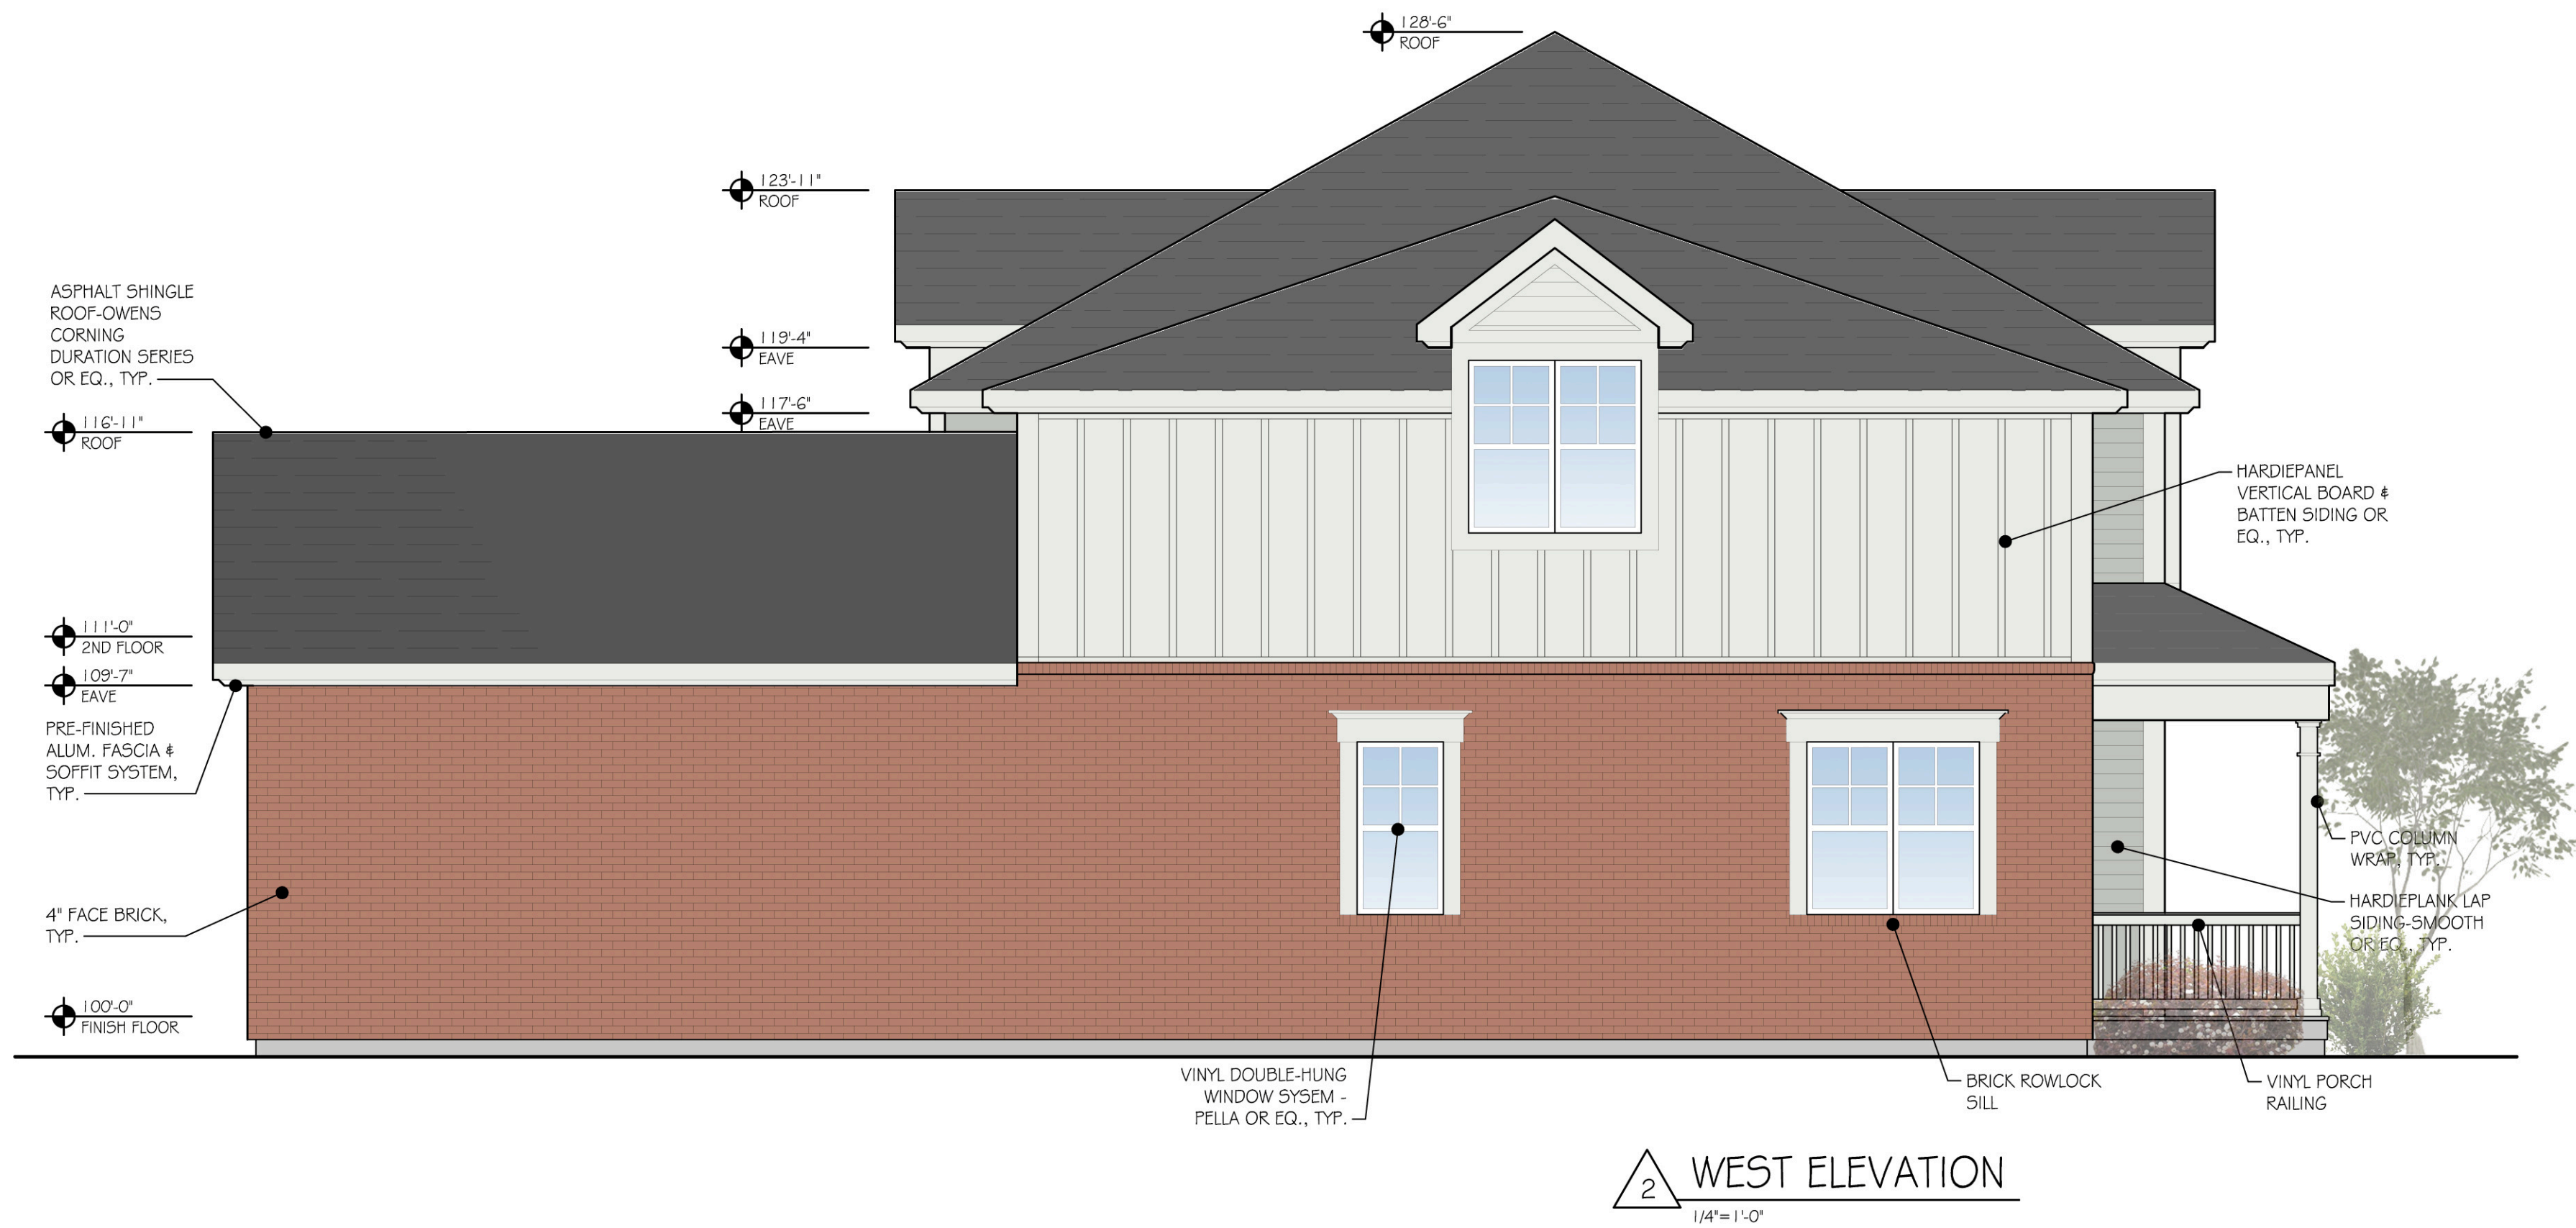 128'-6"
ROOF
123'-11"
ROOF
119'-4"
EAVE
117'-6"
EAVE
ASPHALT SHINGLE
ROOF-OWENS
CORNING
DURATION SERIES
OR EQ., TYP.
116'-11"
ROOF
111'-0"
2ND FLOOR
109'-7"
EAVE
PRE-FINISHED
ALUM. FASCIA &
SOFFIT SYSTEM,
TYP.
4" FACE BRICK,
TYP.
100'-0"
FINISH FLOOR
HARDIEPANEL
VERTICAL BOARD &
BATTEN SIDING OR
EQ., TYP.
PVC COLUMN
WRAP, TYP.
HARDIEPLANK LAP
SIDING-SMOOTH
OR EQ., TYP.
VINYL DOUBLE-HUNG
WINDOW SYSEM -
PELLA OR EQ., TYP.
BRICK ROWLOCK
SILL
VINYL PORCH
RAILING
2
WEST ELEVATION
1/4"=1'-0"